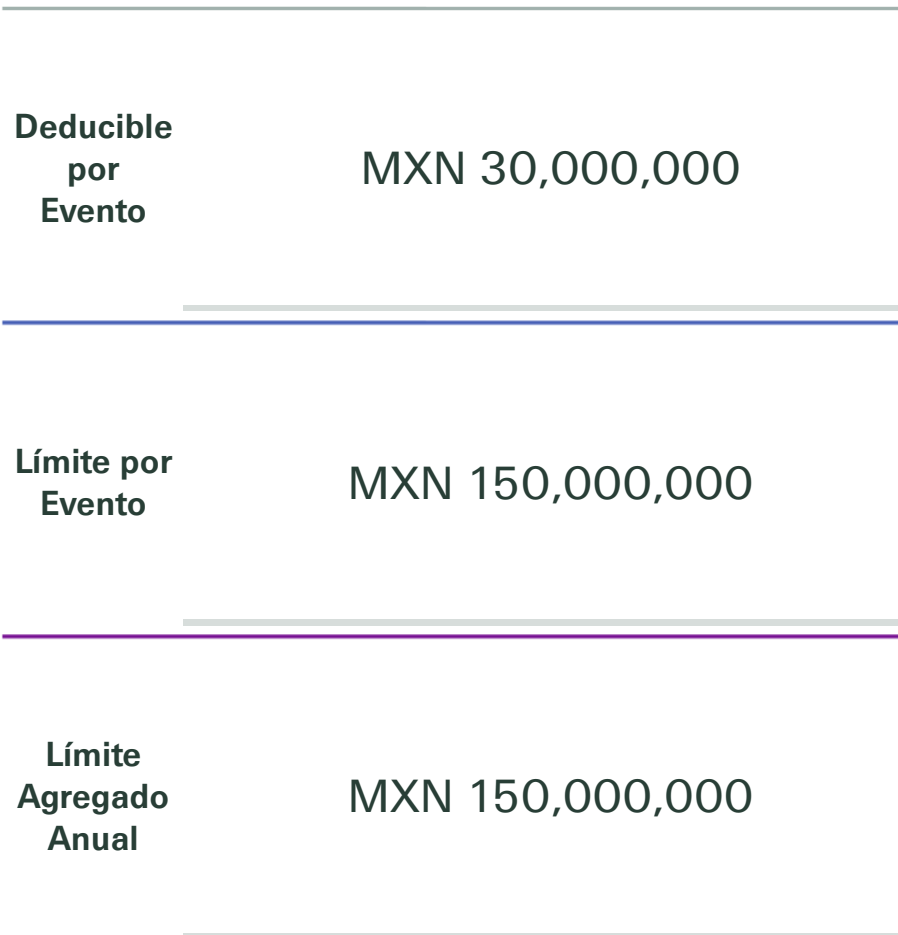 Deducible
por
Evento
MXN 30,000,000
Límite por
Evento
MXN 150,000,000
Límite
Agregado
Anual
MXN 150,000,000